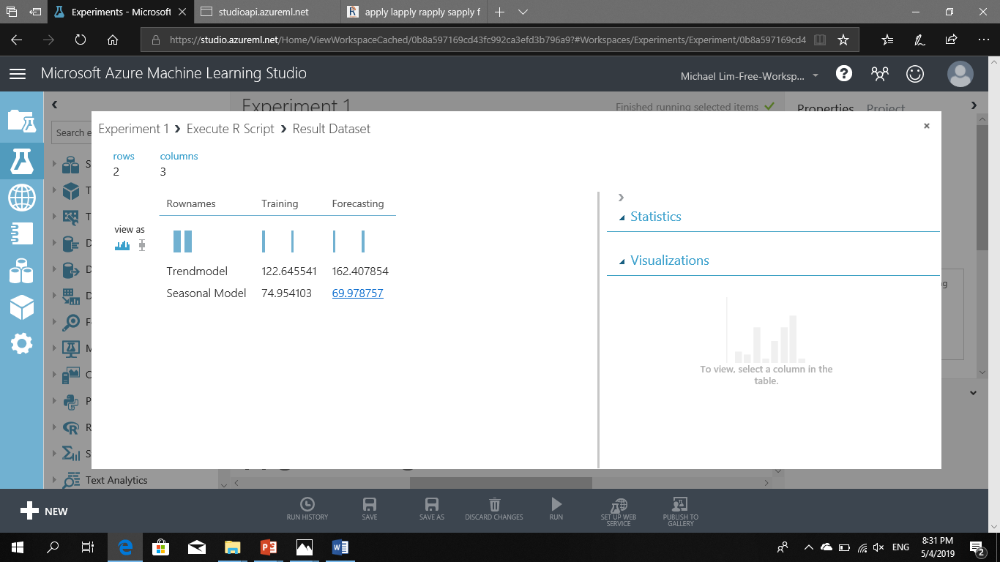 Experiments - Microsoft
studioapi.azureml.net
apply lapply rapply sapply f
https://studio.azureml.net/Home/ViewWorkspaceCached/0b8a597169cd43fc992ca3efd3b796a9?#Workspaces/Experiments/Experiment/0b8a597169cd4
Microsoft Azure Machine Learning Studio
Michael Lim-Free-Worksp...
Experiment 1
Finished running selected items
Properties Project
Search e
Experiment 1 > Execute R Script > Result Dataset
rows columns
2 3
Rownames Training Forecasting
view as
Trendmodel 122.645541 162.407854
Seasonal Model 74.954103 69.978757
Statistics
Visualizations
To view, select a column in the
table.
S
T
T
D
D
D
F
M
C
P
R
S
Text Analytics
NEW
RUN HISTORY
SAVE
SAVE AS
DISCARD CHANGES
RUN
SET UP WEB
SERVICE
PUBLISH TO
GALLERY
ENG
8:31 PM
5/4/2019
2